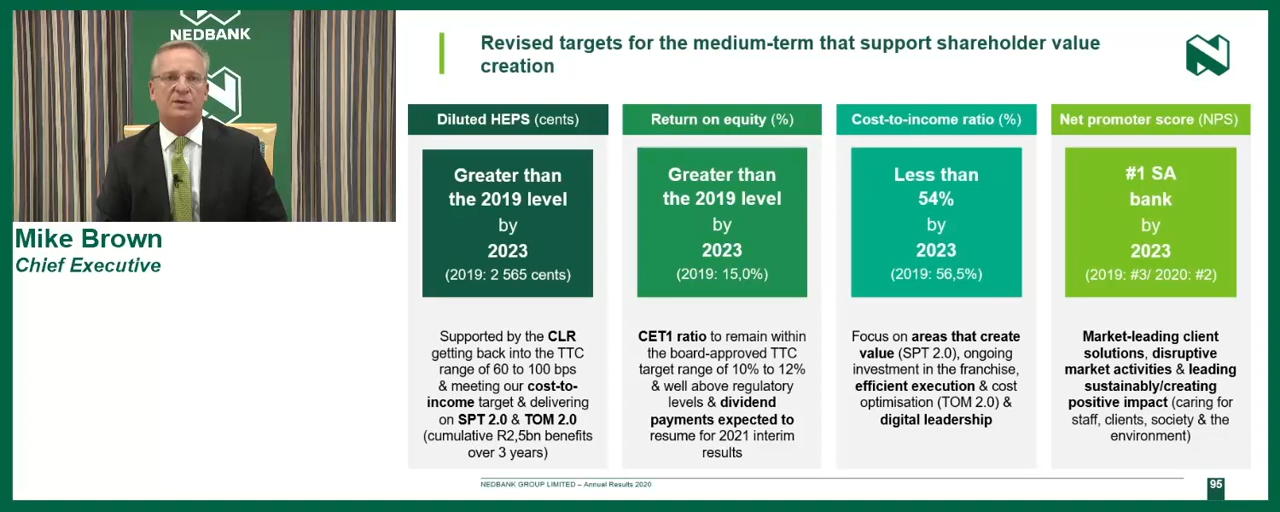 NEDBANK
Mike Brown
Chief Executive
Revised targets for the medium-term that support shareholder value
creation
Diluted HEPS (cents)
Greater than
the 2019 level
by
2023
(2019: 2 565 cents)
Supported by the CLR
getting back into the TTC
range of 60 to 100 bps
& meeting our cost-to-
income target & delivering
on SPT 2.0 & TOM 2.0
(cumulative R2,5bn benefits
over 3 years)
Return on equity (%)
Greater than
the 2019 level
by
2023
(2019: 15,0%)
CET1 ratio to remain within
the board-approved TTC
target range of 10% to 12%
& well above regulatory
levels & dividend
payments expected to
resume for 2021 interim
results
Cost-to-income ratio (%)
Less than
54%
by
2023
(2019: 56,5%)
Focus on areas that create
value (SPT 2.0), ongoing
investment in the franchise,
efficient execution & cost
optimisation (TOM 2.0) &
digital leadership
Net promoter score (NPS)
#1 SA
bank
by
2023
(2019: #3/ 2020: #2)
Market-leading client
solutions, disruptive
market activities & leading
sustainably/creating
positive impact (caring for
staff, clients, society & the
environment)
NEDBANK GROUP LIMITED – Annual Results 2020
95